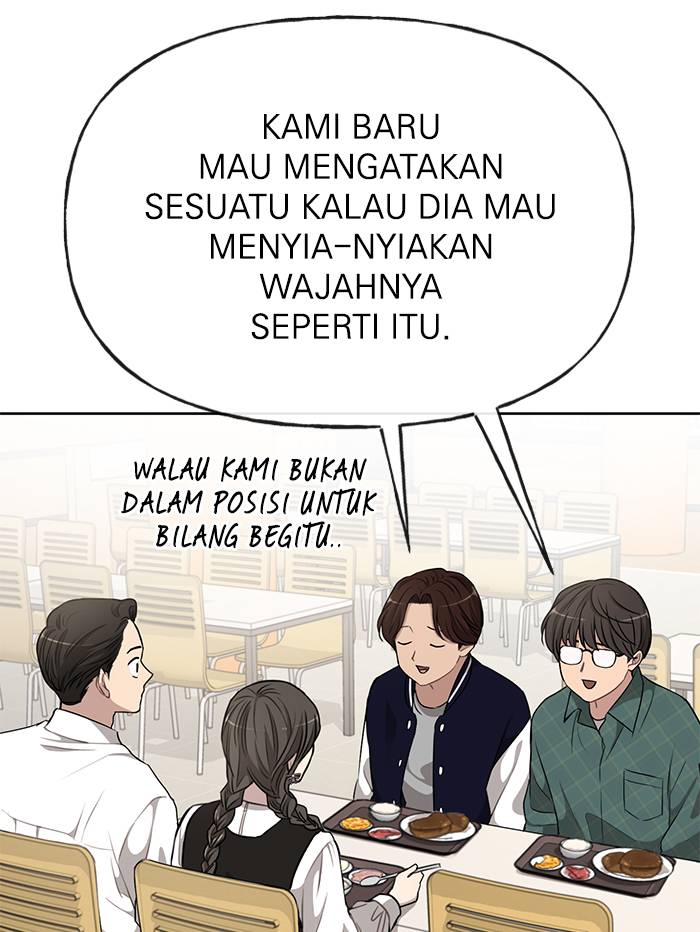 KAMI BARU
MAU MENGATAKAN
SESUATU KALAU DIA MAU
MENYIA-NYIAKAN
WAJAHNYA
SEPERTI ITU.
WALAU KAMI BUKAN
DALAM POSISI UNTUK
BILANG BEGITU..